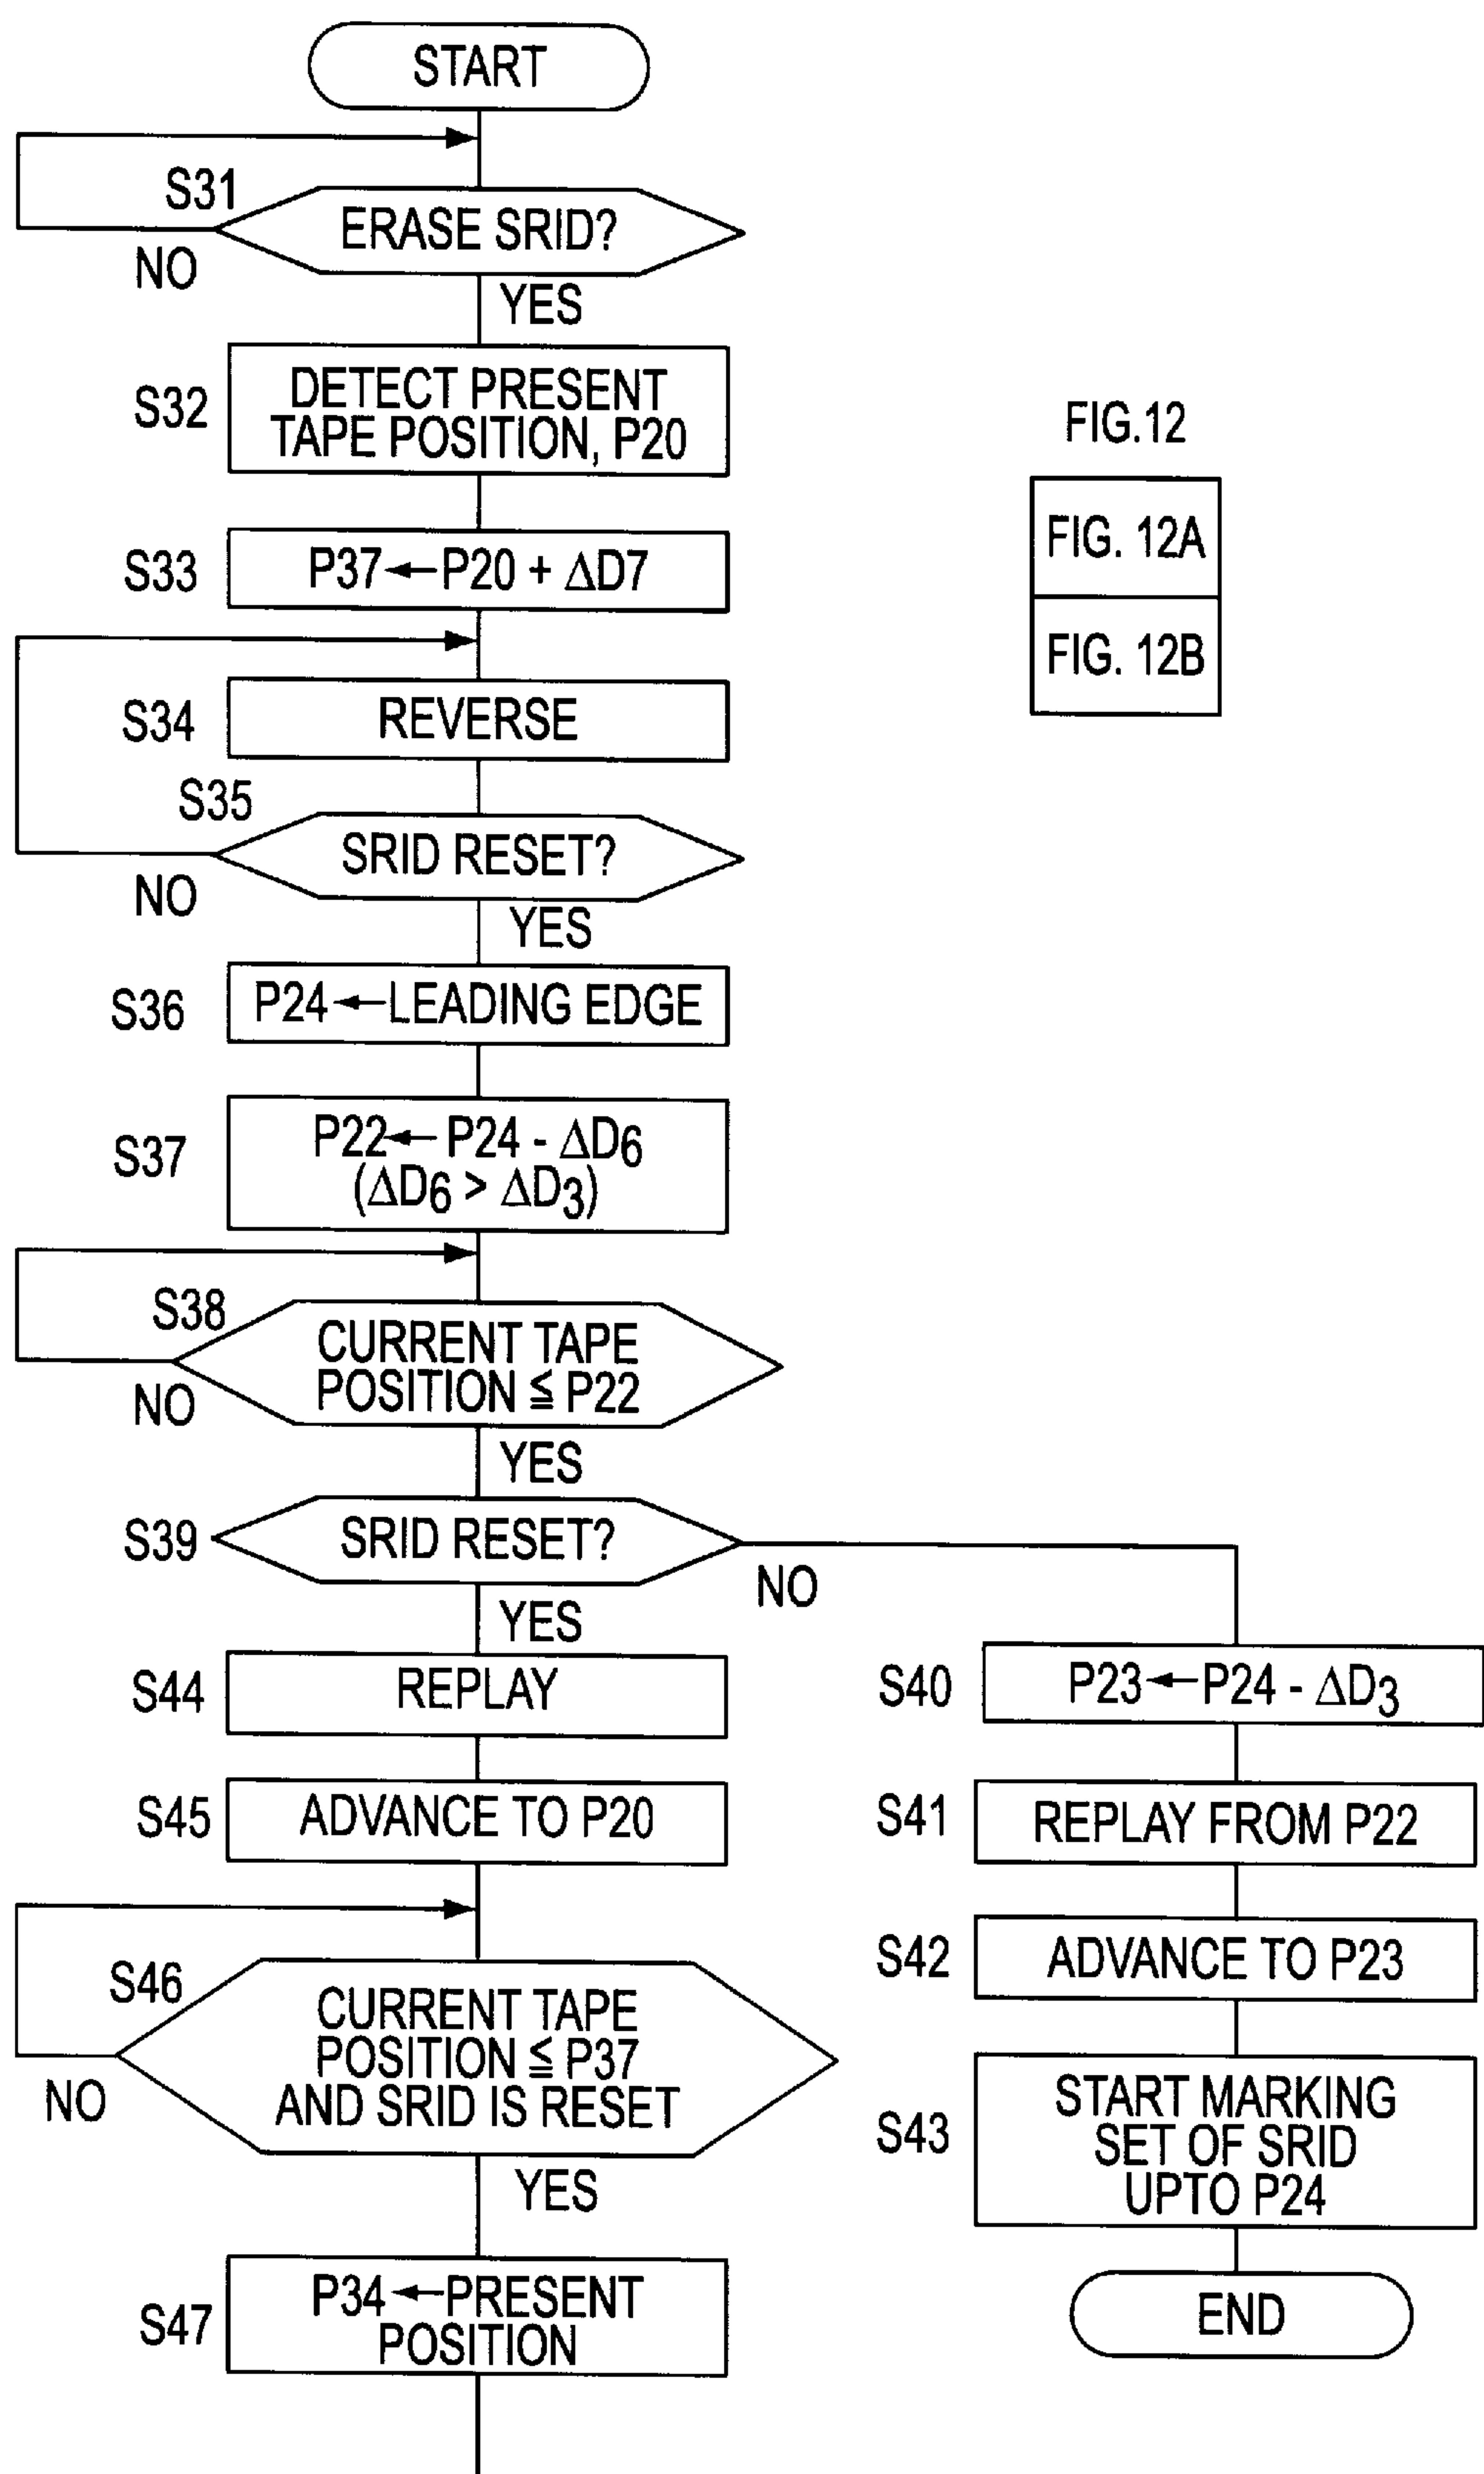 START
S31
ERASE SRID?
NO
YES
S32
DETECT PRESENT
TAPE POSITION, P20
S33
P37←P20 + ΔD7
S34
REVERSE
S35
SRID RESET?
NO
YES
S36
P24←LEADING EDGE
S37
P22← P24 - ΔD6
(ΔD6 > ΔD3)
S38
CURRENT TAPE
POSITION ≦ P22
NO
YES
S39
SRID RESET?
NO
YES
S44
REPLAY
S45
ADVANCE TO P20
S46
CURRENT TAPE
POSITION ≦ P37
AND SRID IS RESET
NO
YES
S47
P34←PRESENT
POSITION
S40
P23←P24 - ΔD3
S41
REPLAY FROM P22
S42
ADVANCE TO P23
S43
START MARKING
SET OF SRID
UPTO P24
END
FIG.12
FIG. 12A
FIG. 12B